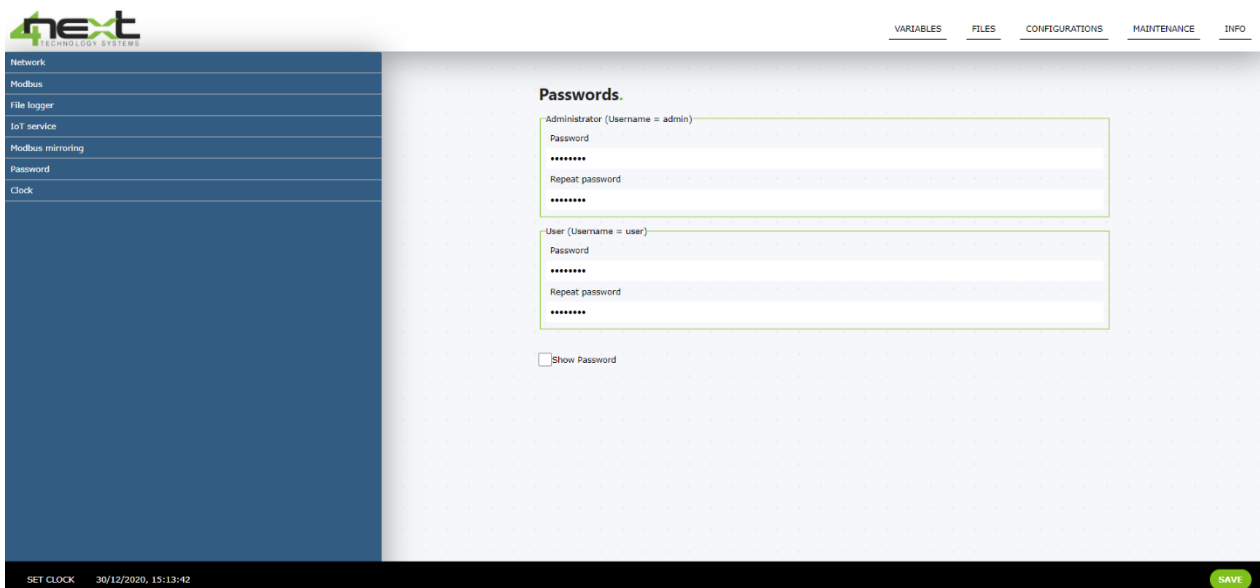 4next
TECHNOLOGY SYSTEMS
VARIABLES FILES CONFIGURATIONS MAINTENANCE INFO
Network
Modbus
File logger
IoT service
Modbus mirroring
Password
Clock
Passwords.
Administrator (Username = admin)
Password
••••••••
Repeat password
••••••••
User (Username = user)
Password
••••••••
Repeat password
••••••••
Show Password
SET CLOCK 30/12/2020, 15:13:42
SAVE